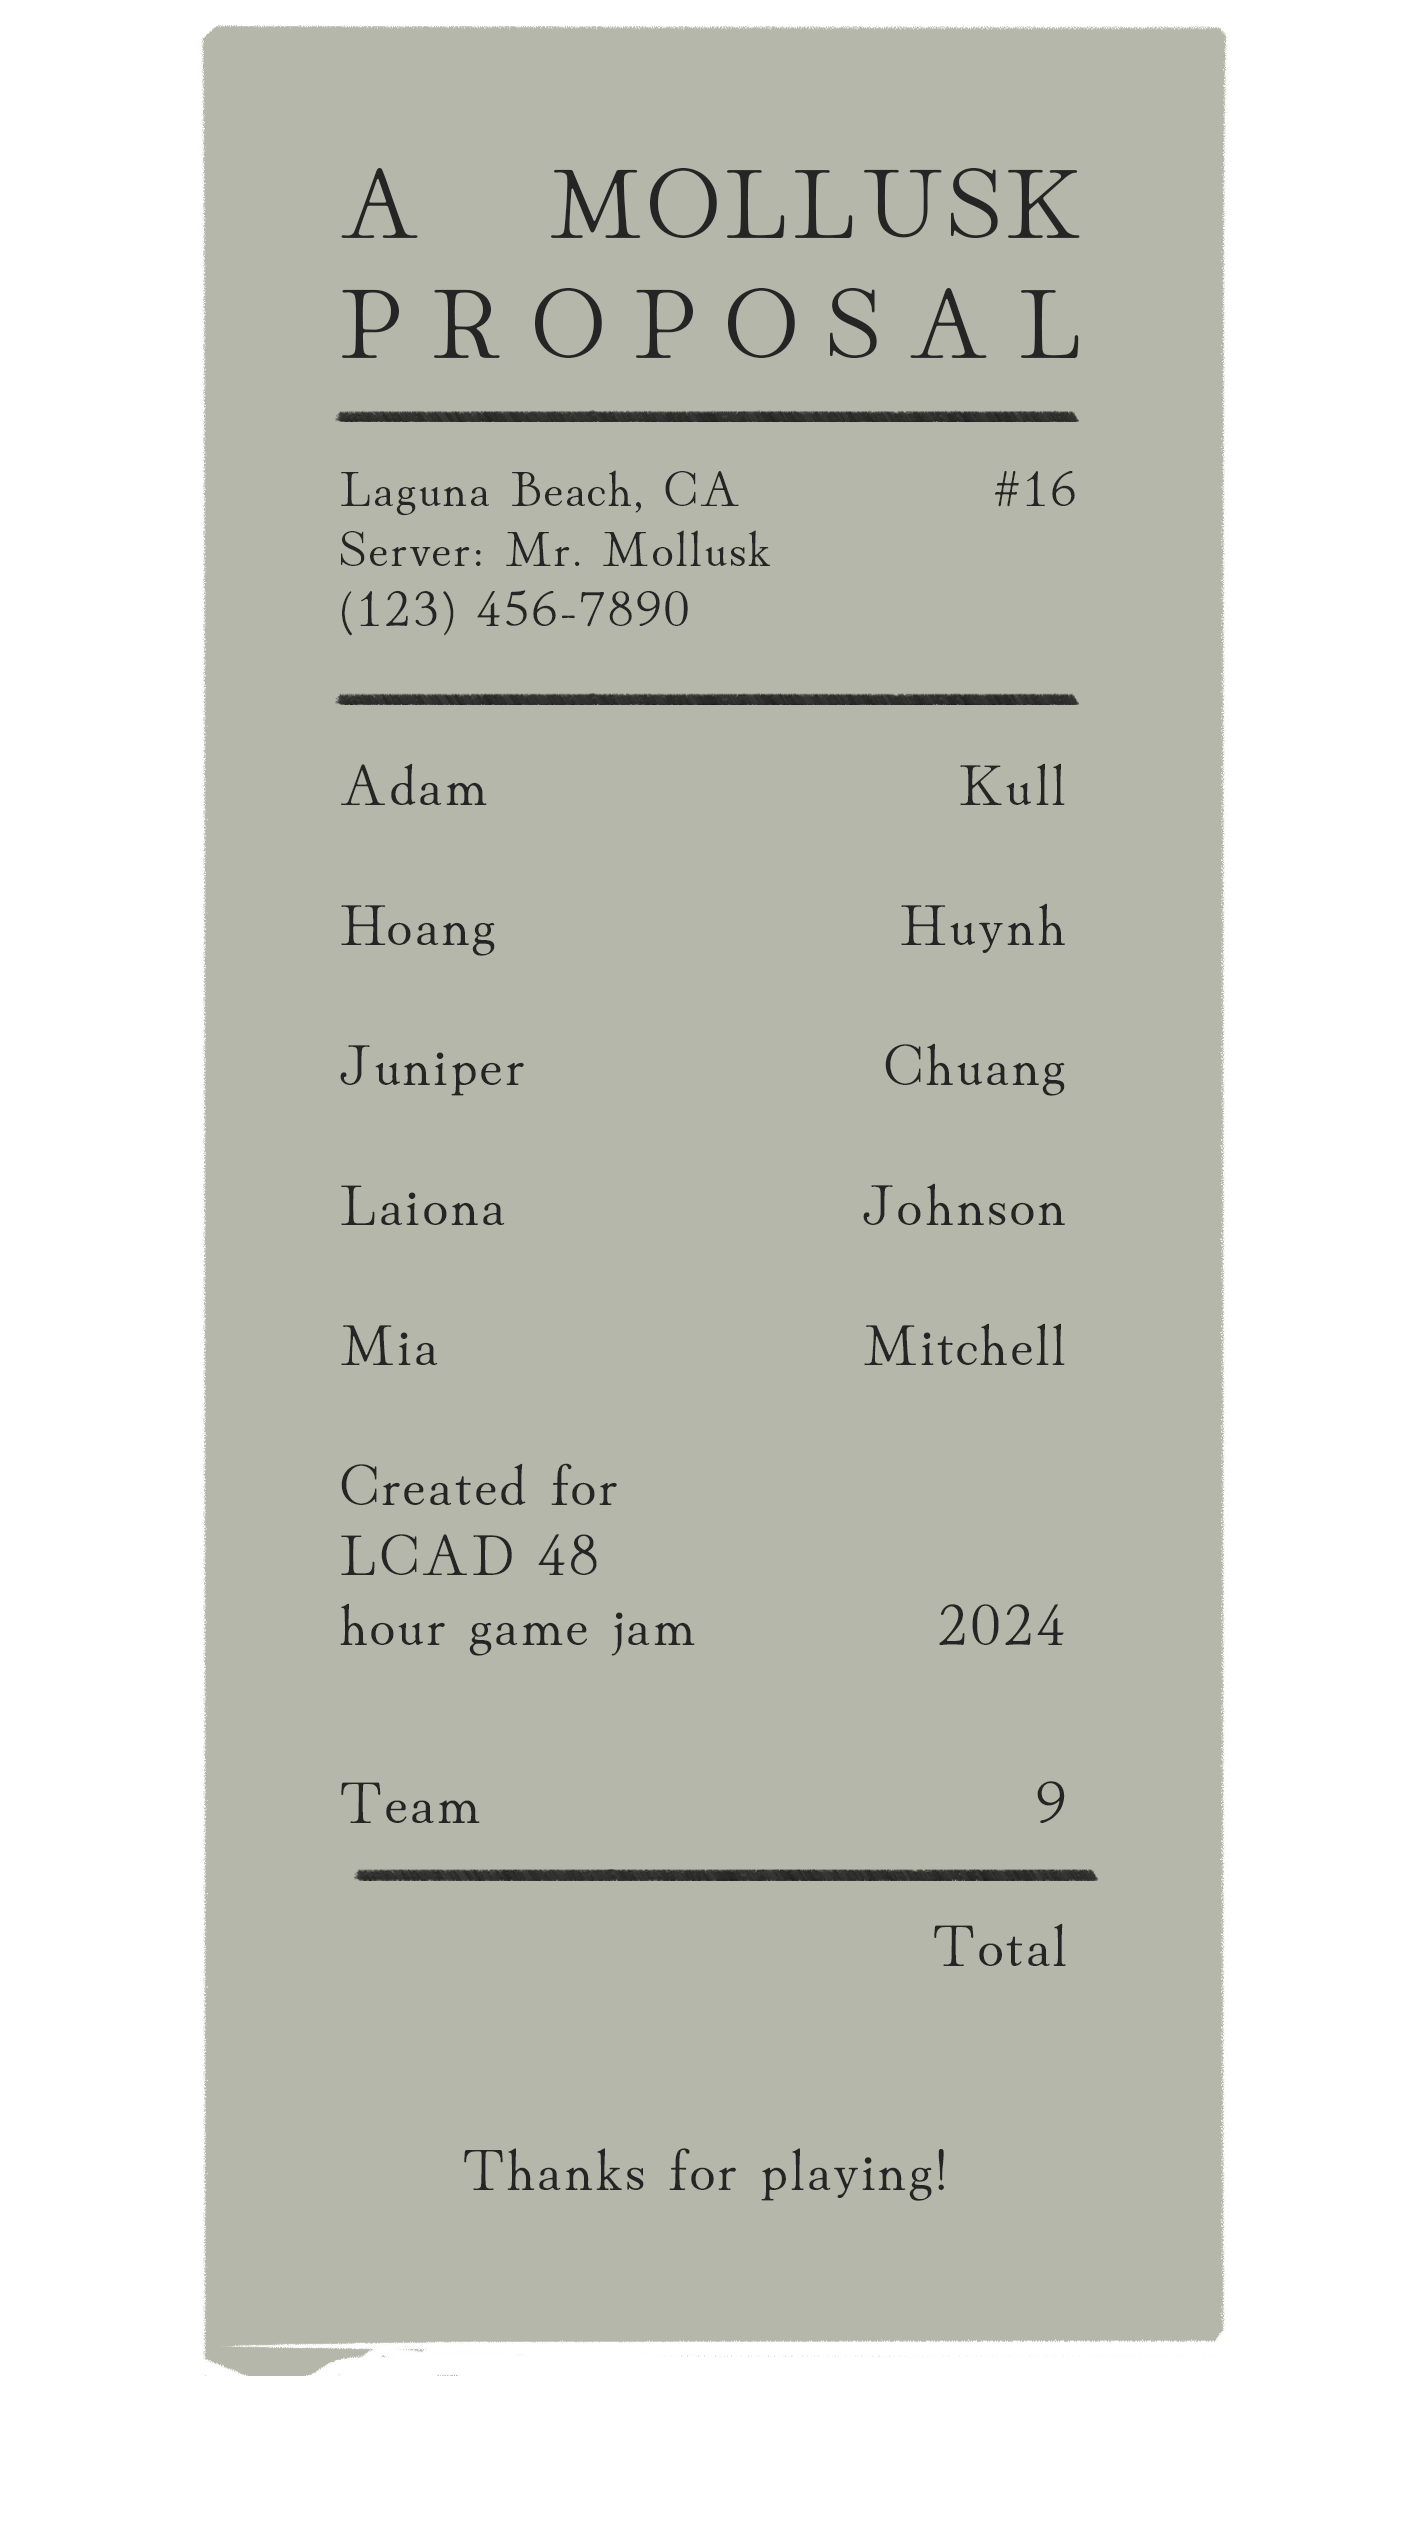 A MOLLUSK
PROPOSAL
Laguna Beach, CA #16
Server: Mr. Mollusk
(123) 456-7890
Adam Kull
Hoang Huynh
Juniper Chuang
Laiona Johnson
Mia Mitchell
Created for
LCAD 48
hour game jam 2024
Team 9
Total
Thanks for playing!